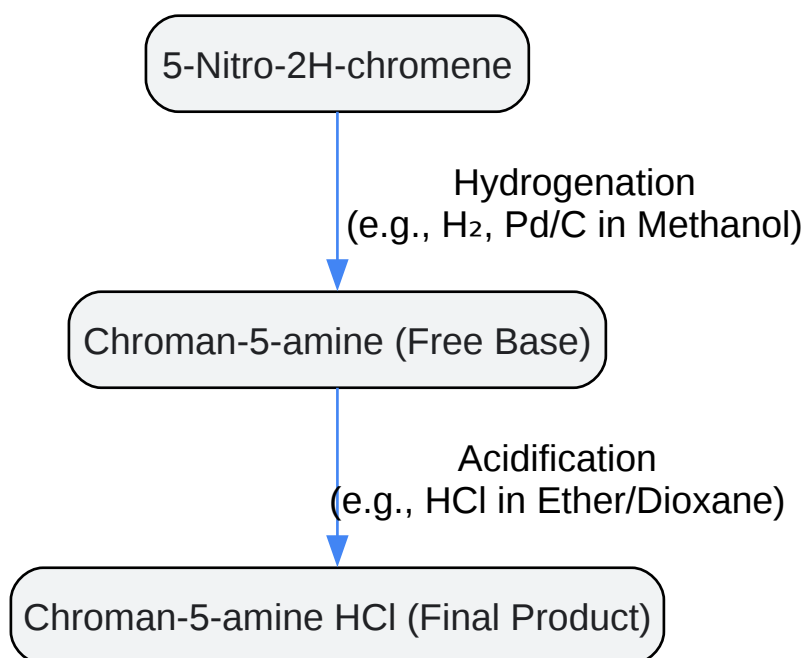 5-Nitro-2H-chromene
Hydrogenation
(e.g., H₂, Pd/C in Methanol)
Chroman-5-amine (Free Base)
Acidification
(e.g., HCl in Ether/Dioxane)
Chroman-5-amine HCl (Final Product)